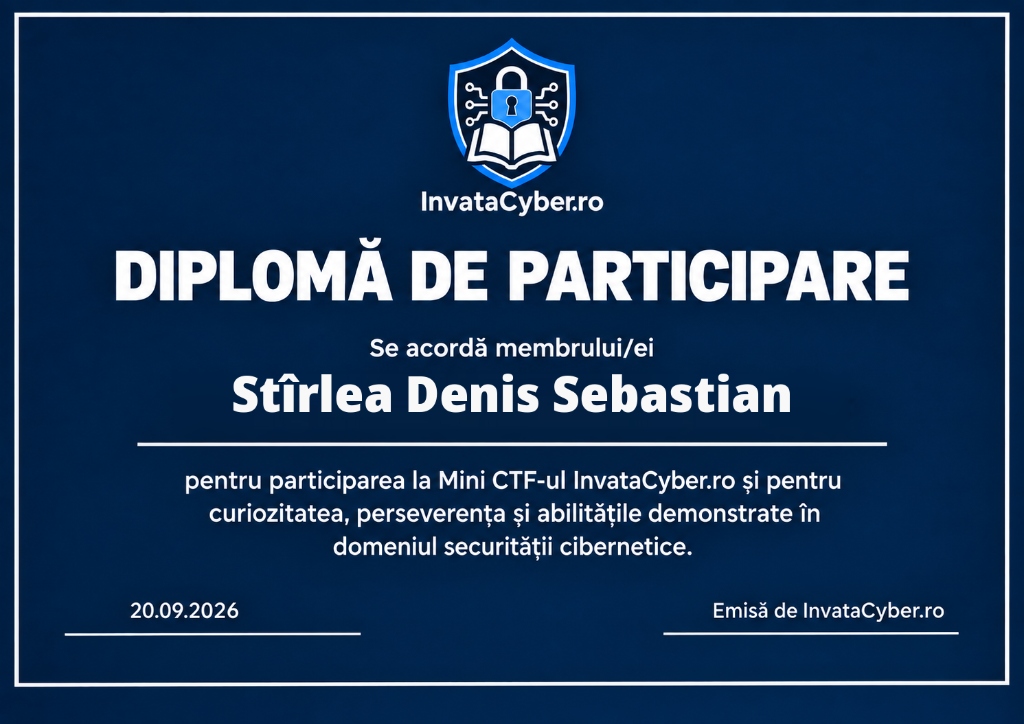 InvataCyber.ro
DIPLOMĂ DE PARTICIPARE
Se acordă membrului/ei
Stîrlea Denis Sebastian
pentru participarea la Mini CTF-ul InvataCyber.ro și pentru
curiozitatea, perseverența și abilitățile demonstrate în
domeniul securității cibernetice.
20.09.2026
Emisă de InvataCyber.ro